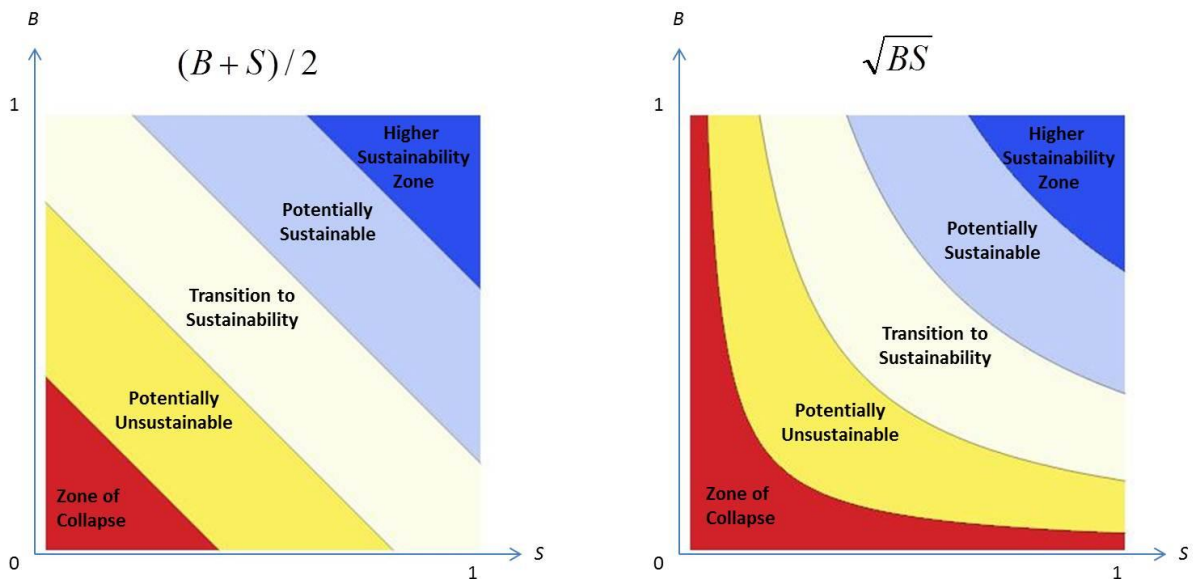 B
(B + S) / 2
1
Higher
Sustainability
Zone
Potentially
Sustainable
Transition to
Sustainability
Potentially
Unsustainable
Zone of
Collapse
0
1
S
B
√BS
1
Higher
Sustainability
Zone
Potentially
Sustainable
Transition to
Sustainability
Potentially
Unsustainable
Zone of
Collapse
0
1
S